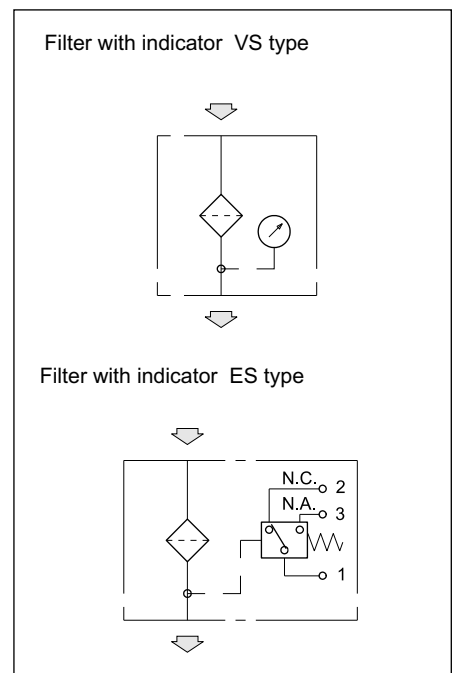 Filter with indicator VS type
Filter with indicator ES type
N.C.
2
N.A.
3
1